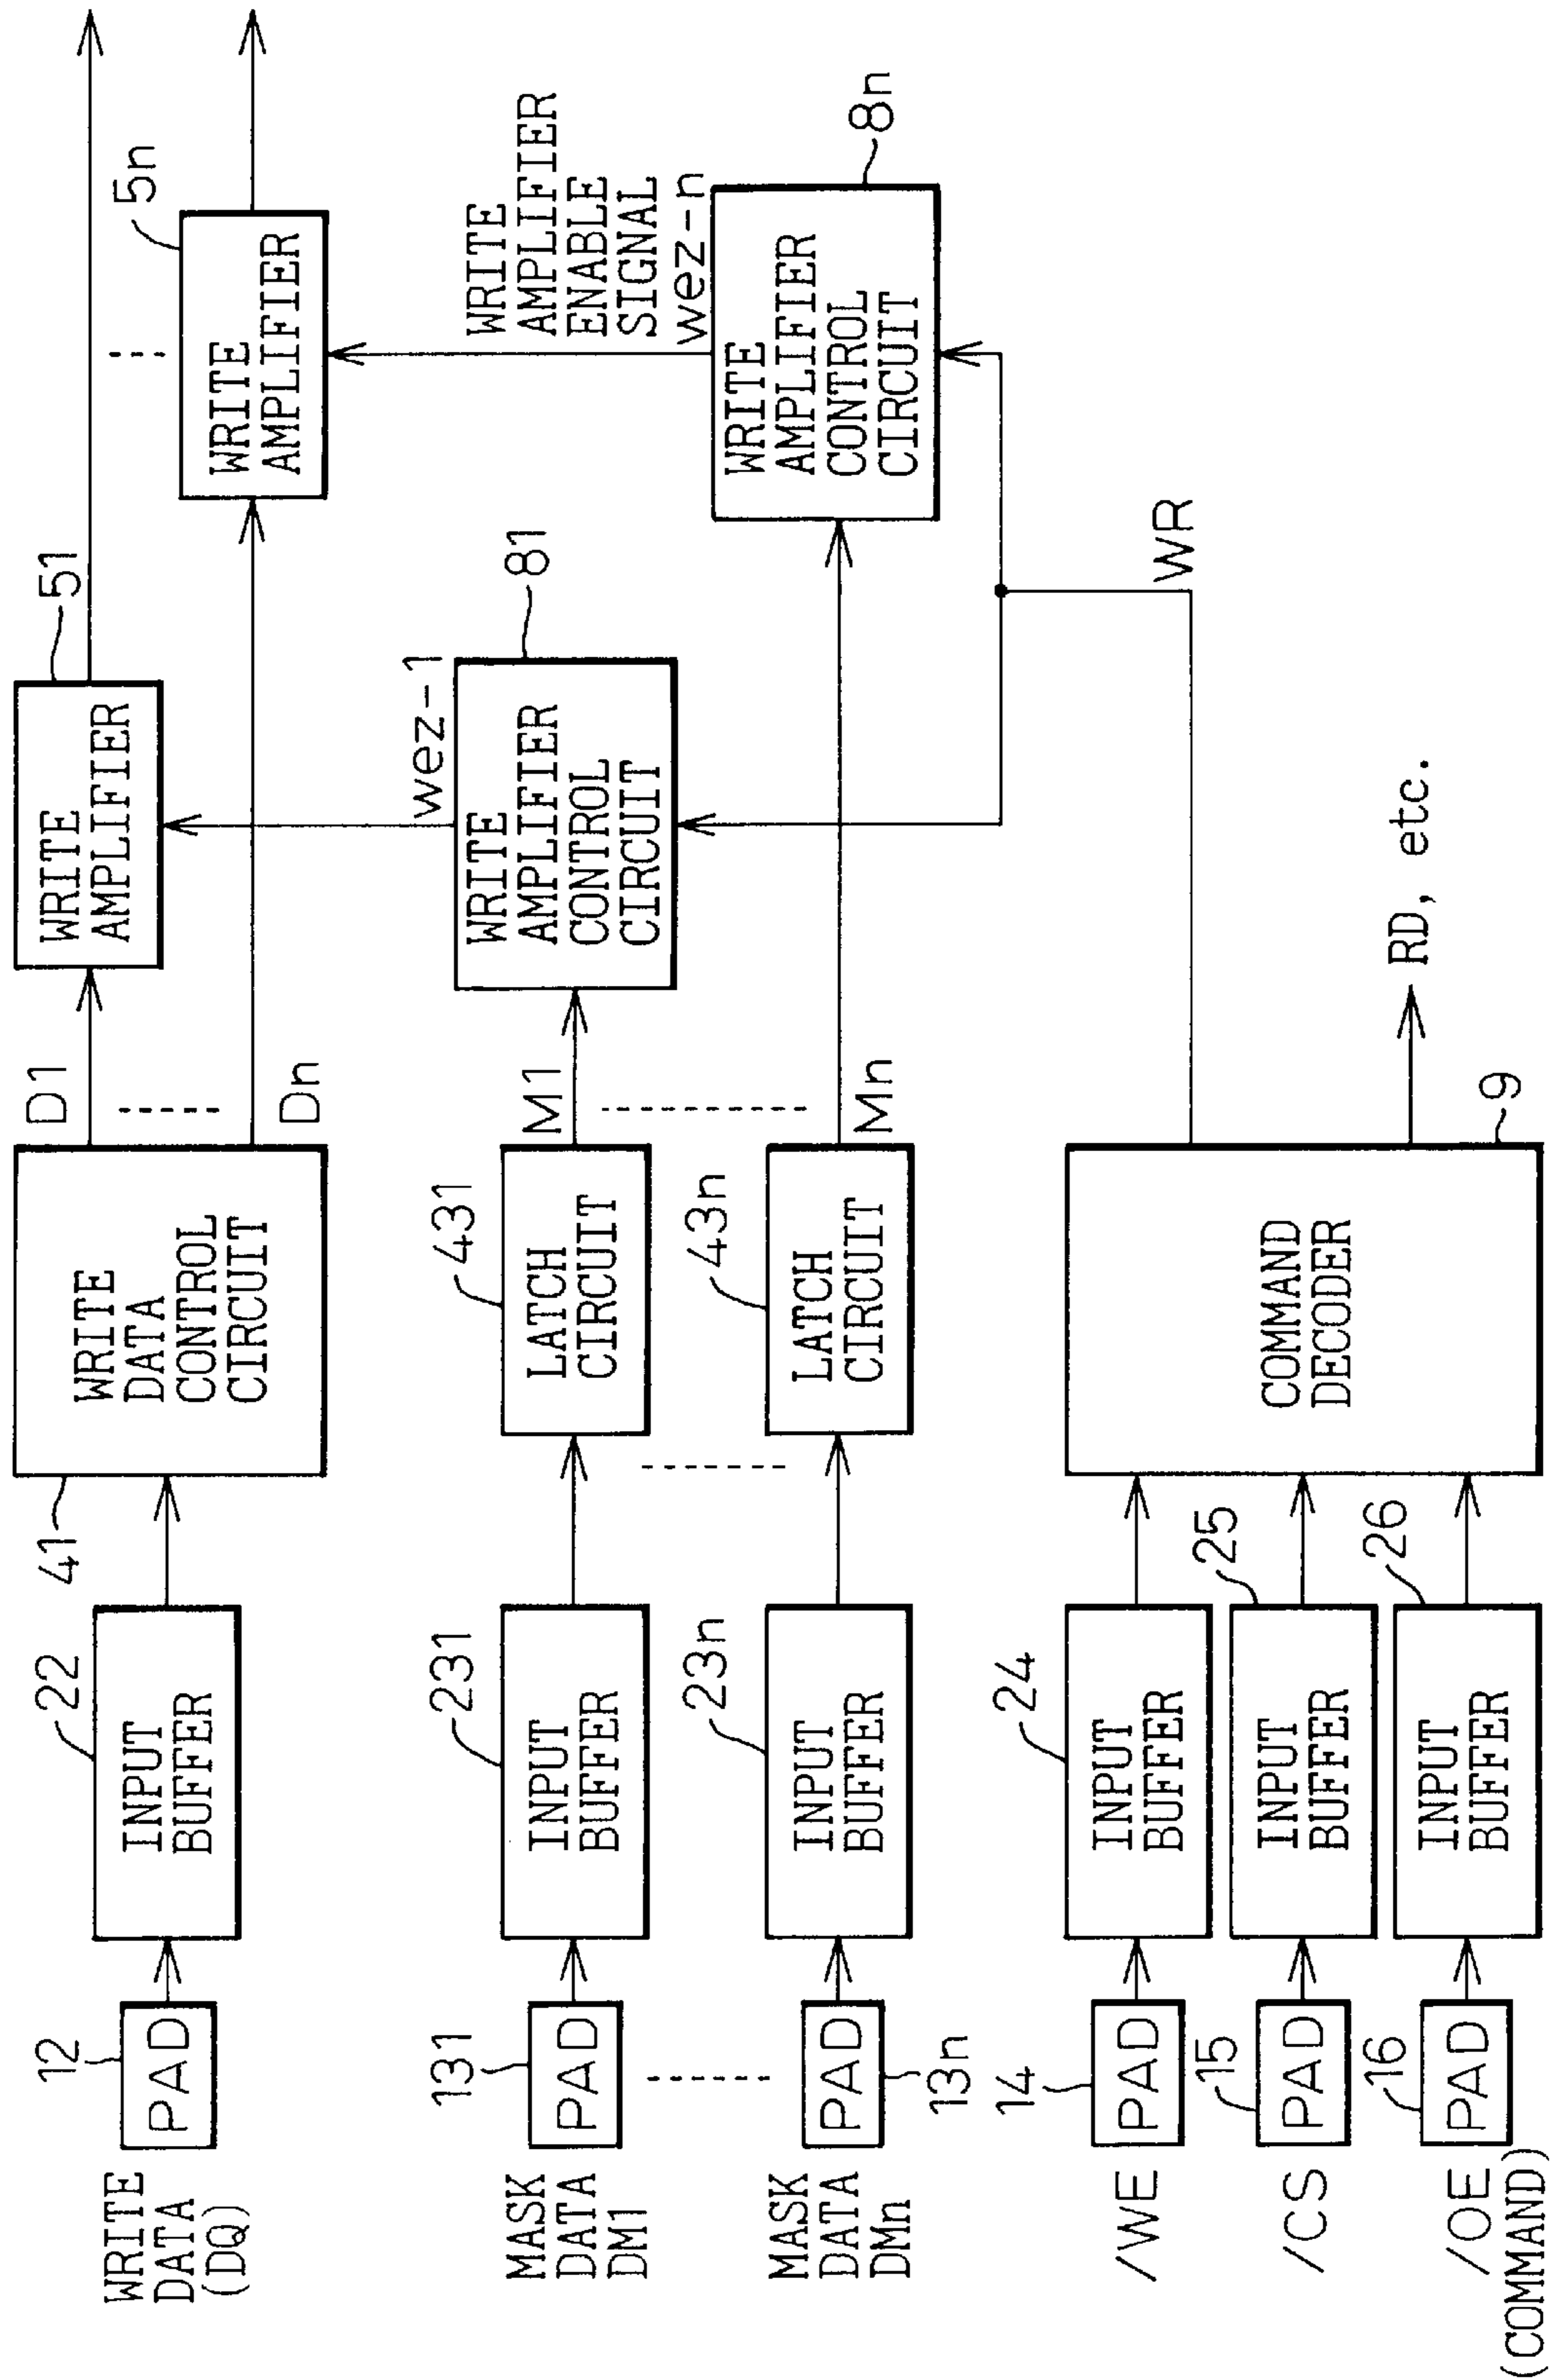 WRITE
DATA
(DQ)
12
PAD
22
INPUT
BUFFER
41
WRITE
DATA
CONTROL
CIRCUIT
D1
Dn
WRITE
AMPLIFIER
51
WRITE
AMPLIFIER
5n
MASK
DATA
DM1
131
PAD
231
INPUT
BUFFER
431
LATCH
CIRCUIT
M1
WRITE
AMPLIFIER
CONTROL
CIRCUIT
81
wez-1
WRITE
AMPLIFIER
ENABLE
SIGNAL
wez-n
MASK
DATA
DMn
PAD
13n
23n
INPUT
BUFFER
43n
LATCH
CIRCUIT
Mn
WRITE
AMPLIFIER
CONTROL
CIRCUIT
8n
/WE
14
PAD
24
INPUT
BUFFER
/CS
15
PAD
25
INPUT
BUFFER
/OE
(COMMAND)
16
PAD
26
INPUT
BUFFER
COMMAND
DECODER
9
WR
RD, etc.